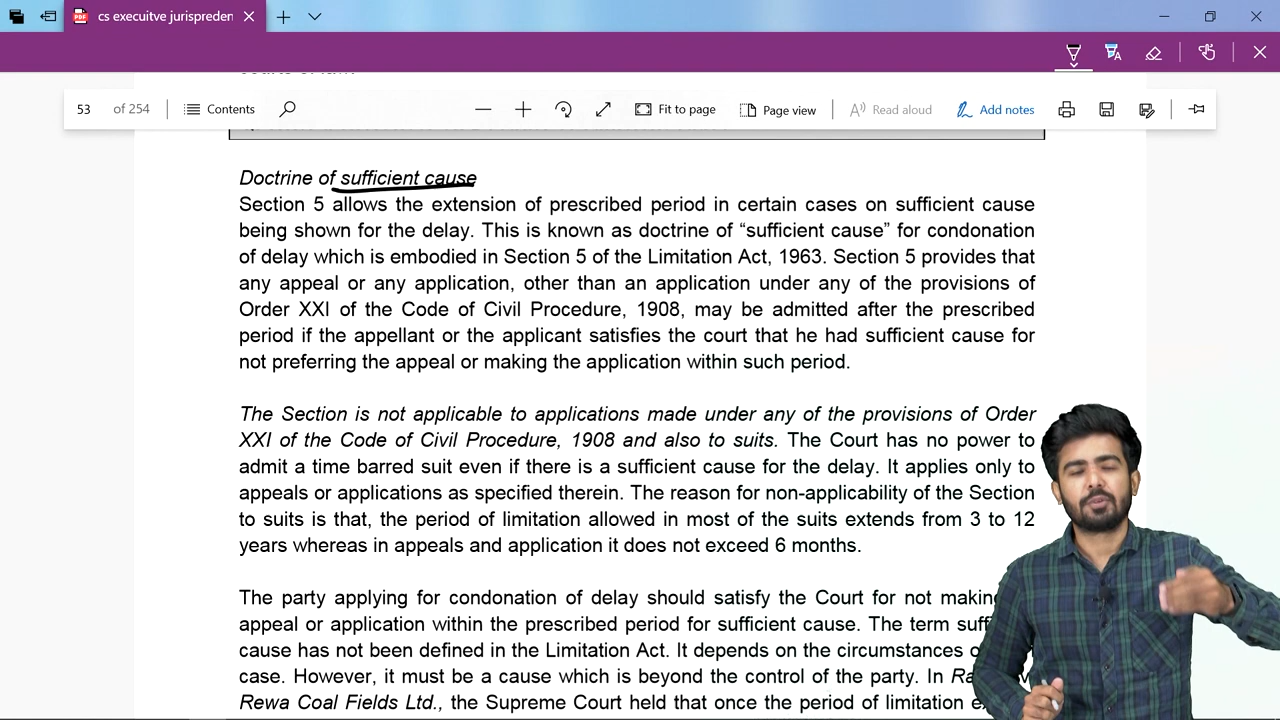 cs execuitve jurispreden
53 of 254 Contents Fit to page Page view Read aloud Add notes
Doctrine of sufficient cause
Section 5 allows the extension of prescribed period in certain cases on sufficient cause
being shown for the delay. This is known as doctrine of “sufficient cause” for condonation
of delay which is embodied in Section 5 of the Limitation Act, 1963. Section 5 provides that
any appeal or any application, other than an application under any of the provisions of
Order XXI of the Code of Civil Procedure, 1908, may be admitted after the prescribed
period if the appellant or the applicant satisfies the court that he had sufficient cause for
not preferring the appeal or making the application within such period.
The Section is not applicable to applications made under any of the provisions of Order
XXI of the Code of Civil Procedure, 1908 and also to suits. The Court has no power to
admit a time barred suit even if there is a sufficient cause for the delay. It applies only to
appeals or applications as specified therein. The reason for non-applicability of the Section
to suits is that, the period of limitation allowed in most of the suits extends from 3 to 12
years whereas in appeals and application it does not exceed 6 months.
The party applying for condonation of delay should satisfy the Court for not making
appeal or application within the prescribed period for sufficient cause. The term
cause has not been defined in the Limitation Act. It depends on the circumstances
case. However, it must be a cause which is beyond the control of the party. In
Rewa Coal Fields Ltd., the Supreme Court held that once the period of limitation